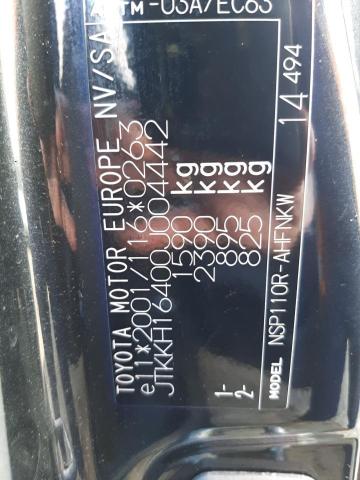 TOYOTA MOTOR EUROPE NV/SA
e11*2001/116*0263
JTKKH16400J004442
1590 kg
2390 kg
1- 895 kg
2- 825 kg
MODEL NSP110R-AHFNKW
14 494